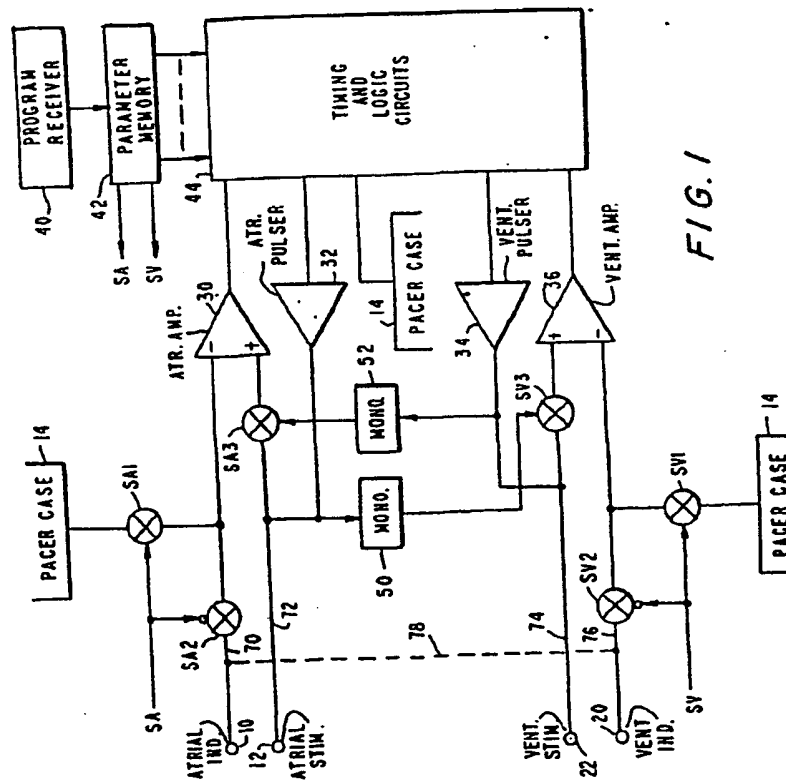 PROGRAM
RECEIVER
40
PARAMETER
MEMORY
42
SA
SV
44
TIMING
AND
LOGIC
CIRCUITS
ATR. AMP.
30
-
+
ATR.
PULSER
32
14
PACER CASE
VENT. PULSER
34
36
+
-
VENT. AMP.
PACER CASE
14
SA1
SA
SA2
70
72
SA3
MONO.
52
MONO.
50
SV3
78
74
76
SV2
SV1
SV
PACER CASE
14
ATRIAL
IND.
10
12
ATRIAL
STIM.
VENT
STIM.
22
20
VENT
IND.
FIG. 1